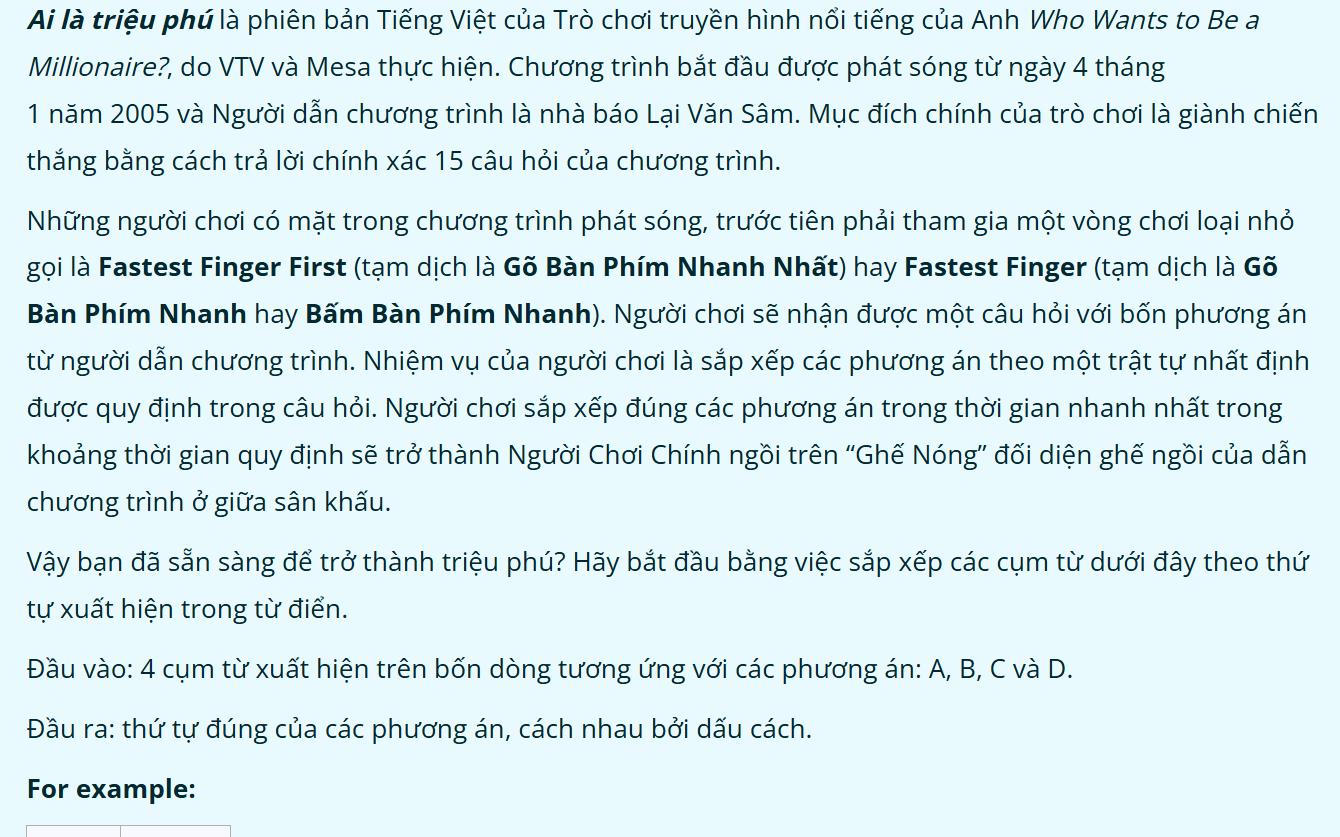 Ai là triệu phú là phiên bản Tiếng Việt của Trò chơi truyền hình nổi tiếng của Anh Who Wants to Be a
Millionaire?, do VTV và Mesa thực hiện. Chương trình bắt đầu được phát sóng từ ngày 4 tháng
1 năm 2005 và Người dẫn chương trình là nhà báo Lại Văn Sâm. Mục đích chính của trò chơi là giành chiến
thắng bằng cách trả lời chính xác 15 câu hỏi của chương trình.
Những người chơi có mặt trong chương trình phát sóng, trước tiên phải tham gia một vòng chơi loại nhỏ
gọi là Fastest Finger First (tạm dịch là Gõ Bàn Phím Nhanh Nhất) hay Fastest Finger (tạm dịch là Gõ
Bàn Phím Nhanh hay Bấm Bàn Phím Nhanh). Người chơi sẽ nhận được một câu hỏi với bốn phương án
từ người dẫn chương trình. Nhiệm vụ của người chơi là sắp xếp các phương án theo một trật tự nhất định
được quy định trong câu hỏi. Người chơi sắp xếp đúng các phương án trong thời gian nhanh nhất trong
khoảng thời gian quy định sẽ trở thành Người Chơi Chính ngồi trên “Ghế Nóng” đối diện ghế ngồi của dẫn
chương trình ở giữa sân khấu.
Vậy bạn đã sẵn sàng để trở thành triệu phú? Hãy bắt đầu bằng việc sắp xếp các cụm từ dưới đây theo thứ
tự xuất hiện trong từ điển.
Đầu vào: 4 cụm từ xuất hiện trên bốn dòng tương ứng với các phương án: A, B, C và D.
Đầu ra: thứ tự đúng của các phương án, cách nhau bởi dấu cách.
For example: